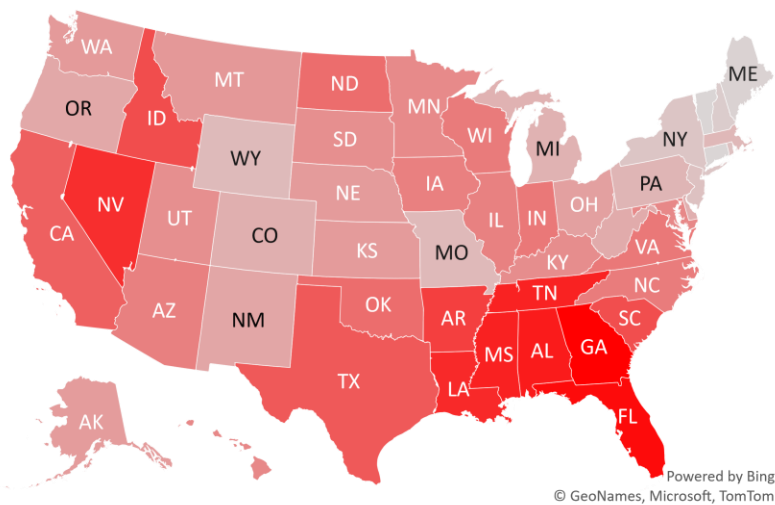 WA
MT
ND
MN
ME
OR
ID
SD
WI
MI
NY
WY
IA
PA
NE
NV
UT
CO
IL
IN
OH
CA
KS
MO
KY
VA
AZ
NM
OK
AR
TN
NC
SC
TX
LA
MS
AL
GA
AK
FL
Powered by Bing
© GeoNames, Microsoft, TomTom